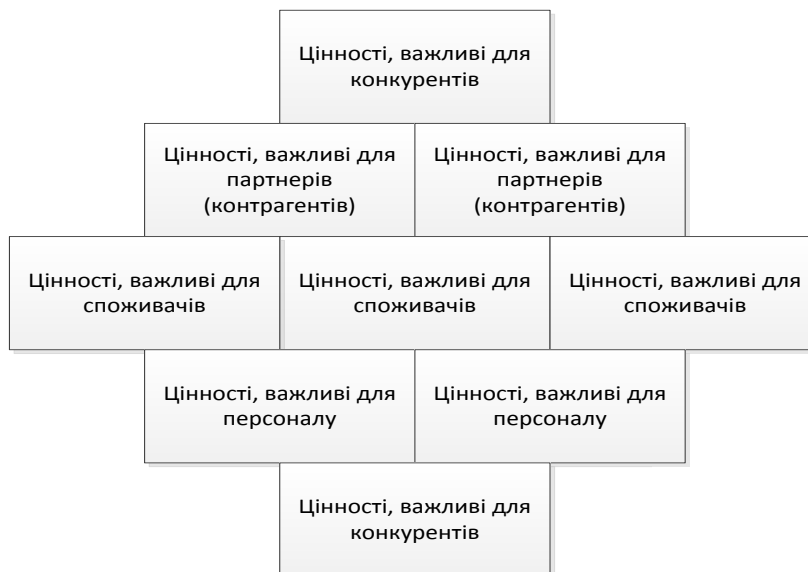 Цінності, важливі для
конкурентів
Цінності, важливі для
партнерів
(контрагентів)
Цінності, важливі для
партнерів
(контрагентів)
Цінності, важливі для
споживачів
Цінності, важливі для
споживачів
Цінності, важливі для
споживачів
Цінності, важливі для
персоналу
Цінності, важливі для
персоналу
Цінності, важливі для
конкурентів